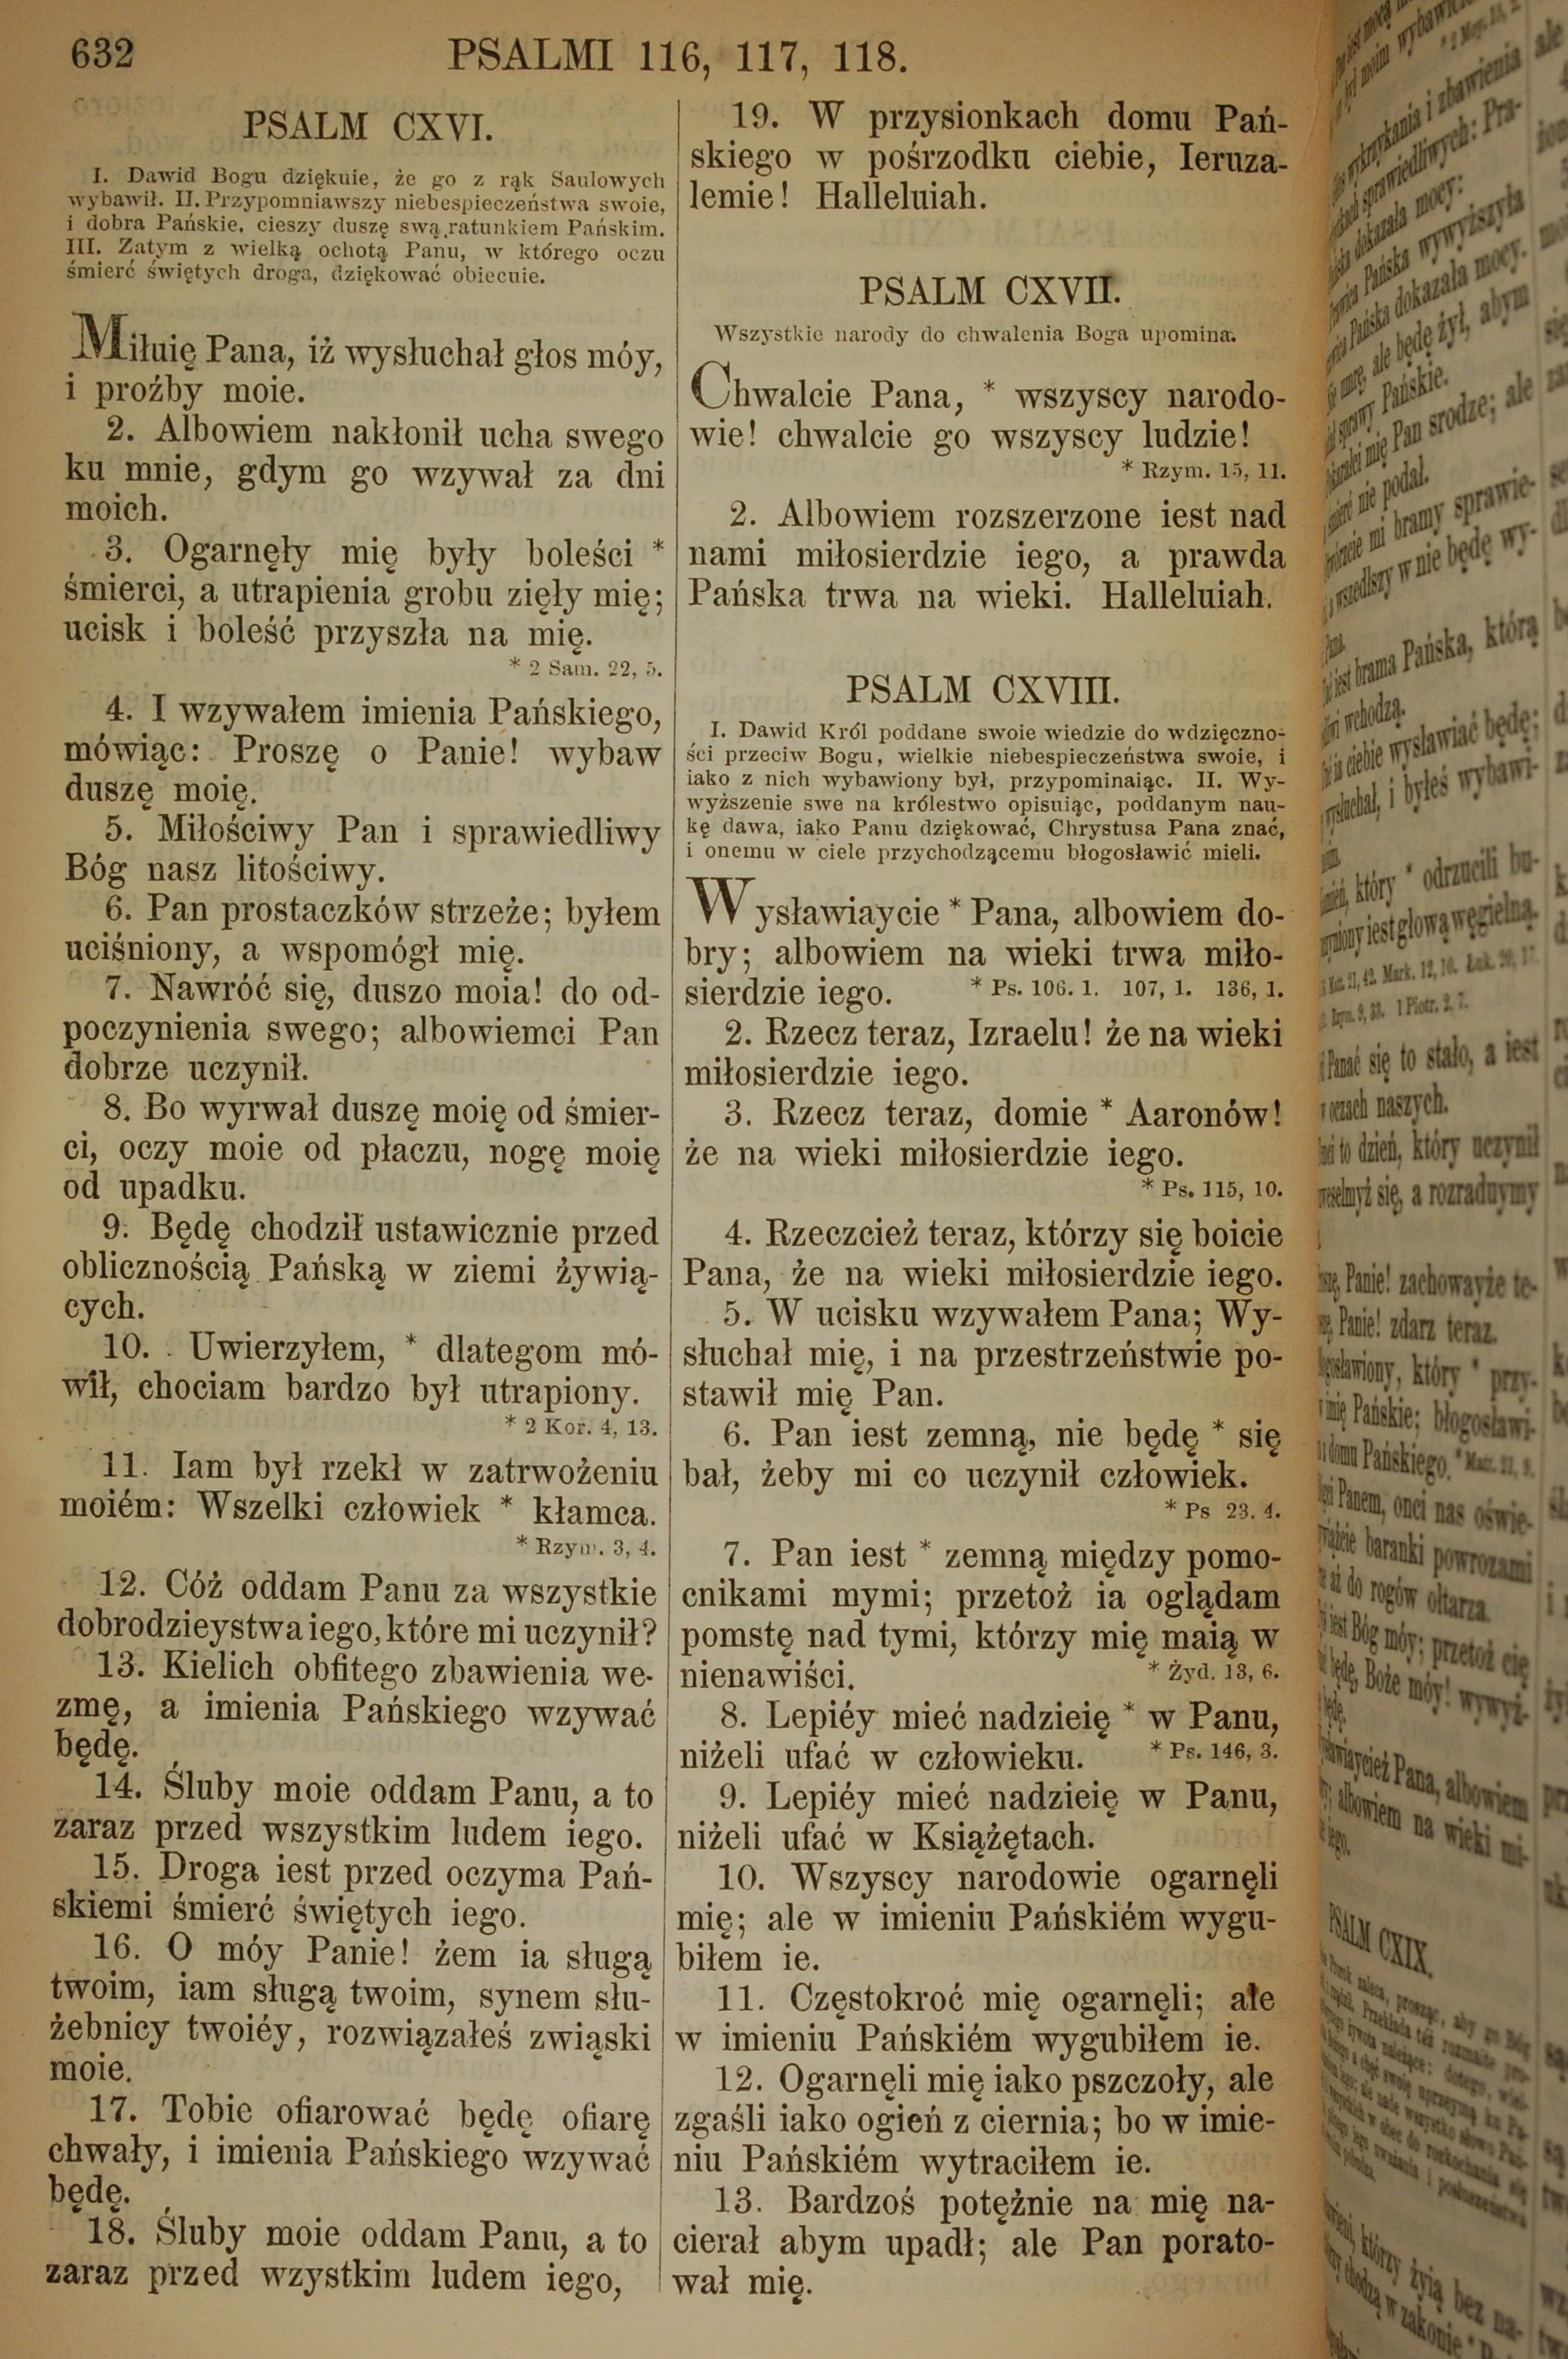 632
PSALMI 116, 117, 118.
PSALM CXVI.
I. Dawid Bogu dziękuie, że go z rąk Saulowych
wybawił. II. Przypomniawszy niebespieczeństwa swoie,
i dobra Pańskie, cieszy duszę swą ratunkiem Pańskim.
III. Zatym z wielką ochotą Panu, w którego oczu
śmierć świętych droga, dziękować obiecuie.
Miłuię Pana, iż wysłuchał głos móy,
i proźby moie.
2. Albowiem nakłonił ucha swego
ku mnie, gdym go wzywał za dni
moich.
3. Ogarnęły mię były boleści *
śmierci, a utrapienia grobu zięły mię;
ucisk i boleść przyszła na mię.
* 2 Sam. 22, 5.
4. I wzywałem imienia Pańskiego,
mówiąc: Proszę o Panie! wybaw
duszę moię.
5. Miłościwy Pan i sprawiedliwy
Bóg nasz litościwy.
6. Pan prostaczków strzeże; byłem
uciśniony, a wspomógł mię.
7. Nawróć się, duszo moia! do od-
poczynienia swego; albowiemci Pan
dobrze uczynił.
8. Bo wyrwał duszę moię od śmier-
ci, oczy moie od płaczu, nogę moię
od upadku.
9. Będę chodził ustawicznie przed
oblicznością Pańską w ziemi żywią-
cych.
10. Uwierzyłem, * dlategom mó-
wił, chociam bardzo był utrapiony.
* 2 Kor. 4, 13.
11. Iam był rzekł w zatrwożeniu
moiém: Wszelki człowiek * kłamca.
* Rzym. 3, 4.
12. Cóż oddam Panu za wszystkie
dobrodzieystwa iego, które mi uczynił?
13. Kielich obfitego zbawienia we-
zmę, a imienia Pańskiego wzywać
będę.
14. Śluby moie oddam Panu, a to
zaraz przed wszystkim ludem iego.
15. Droga iest przed oczyma Pań-
skiemi śmierć świętych iego.
16. O móy Panie! żem ia sługą
twoim, iam sługą twoim, synem słu-
żebnicy twoiéy, rozwiązałeś zwiąski
moie.
17. Tobie ofiarować będę ofiarę
chwały, i imienia Pańskiego wzywać
będę.
18. Śluby moie oddam Panu, a to
zaraz przed wzystkim ludem iego,
19. W przysionkach domu Pań-
skiego w pośrzodku ciebie, Ieruza-
lemie! Halleluiah.
PSALM CXVII.
Wszystkie narody do chwalenia Boga upomina.
Chwalcie Pana, * wszyscy narodo-
wie! chwalcie go wszyscy ludzie!
* Rzym. 15, 11.
2. Albowiem rozszerzone iest nad
nami miłosierdzie iego, a prawda
Pańska trwa na wieki. Halleluiah.
PSALM CXVIII.
I. Dawid Król poddane swoie wiedzie do wdzięczno-
ści przeciw Bogu, wielkie niebespieczeństwa swoie, i
iako z nich wybawiony był, przypominaiąc. II. Wy-
wyższenie swe na królestwo opisuiąc, poddanym nau-
kę dawa, iako Panu dziękować, Chrystusa Pana znać,
i onemu w ciele przychodzącemu błogosławić mieli.
Wysławiaycie * Pana, albowiem do-
bry; albowiem na wieki trwa miło-
sierdzie iego. * Ps. 106. 1. 107, 1. 136, 1.
2. Rzecz teraz, Izraelu! że na wieki
miłosierdzie iego.
3. Rzecz teraz, domie * Aaronów!
że na wieki miłosierdzie iego.
* Ps. 115, 10.
4. Rzeczcież teraz, którzy się boicie
Pana, że na wieki miłosierdzie iego.
5. W ucisku wzywałem Pana; Wy-
słuchał mię, i na przestrzeństwie po-
stawił mię Pan.
6. Pan iest zemną, nie będę * się
bał, żeby mi co uczynił człowiek.
* Ps 23. 4.
7. Pan iest * zemną między pomo-
cnikami mymi; przetoż ia oglądam
pomstę nad tymi, którzy mię maią w
nienawiści. * Żyd. 13, 6.
8. Lepiéy mieć nadzieię * w Panu,
niżeli ufać w człowieku. * Ps. 146, 3.
9. Lepiéy mieć nadzieię w Panu,
niżeli ufać w Książętach.
10. Wszyscy narodowie ogarnęli
mię; ale w imieniu Pańskiém wygu-
biłem ie.
11. Częstokroć mię ogarnęli; ale
w imieniu Pańskiém wygubiłem ie.
12. Ogarnęli mię iako pszczoły, ale
zgaśli iako ogień z ciernia; bo w imie-
niu Pańskiém wytraciłem ie.
13. Bardzoś potężnie na mię na-
cierał abym upadł; ale Pan porato-
wał mię.